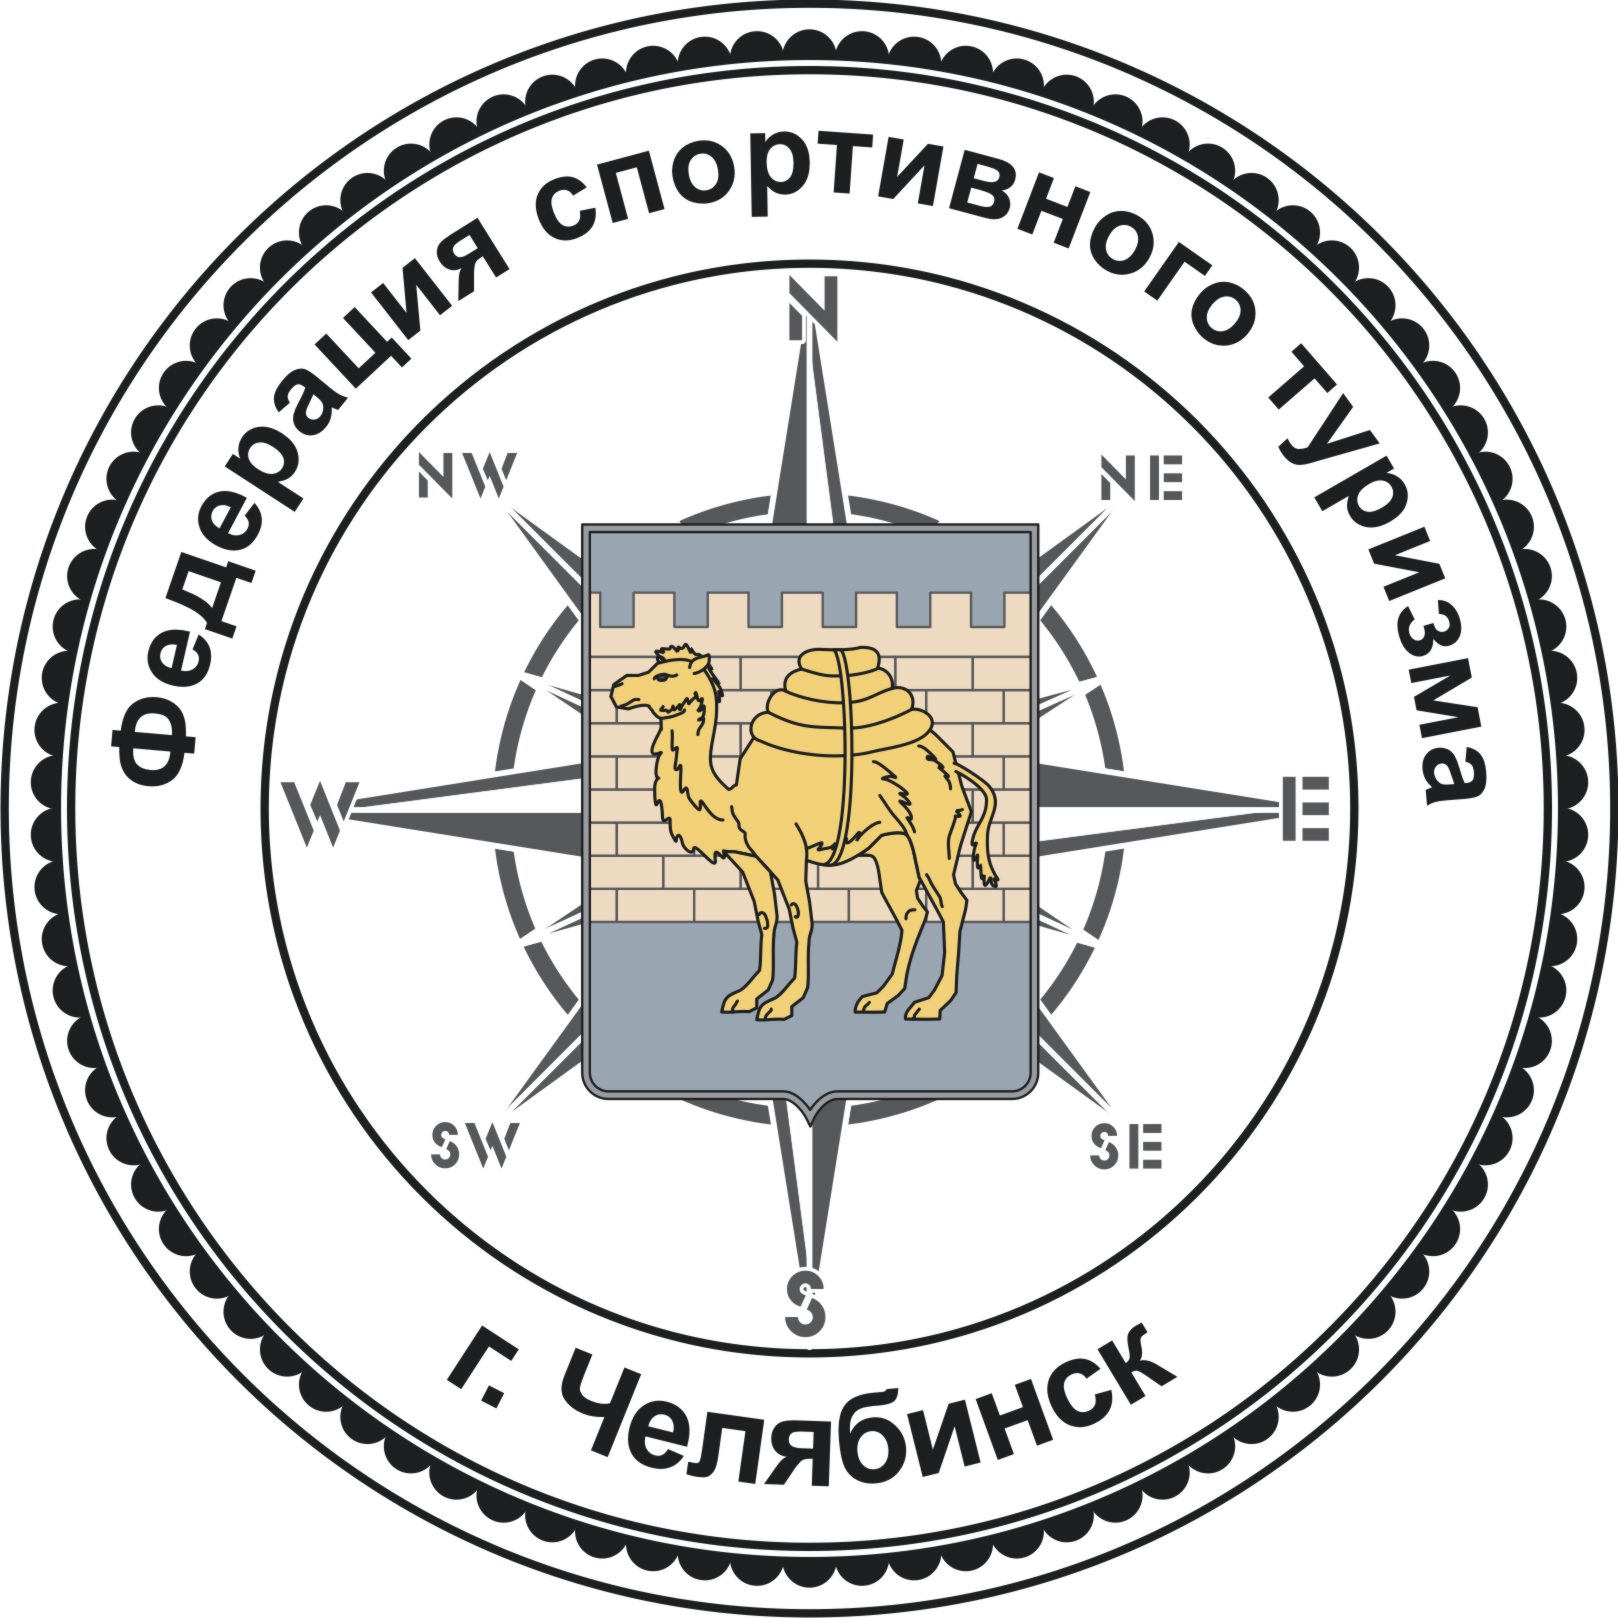 Федерация спортивного туризма
N
NW
NE
W
E
SW
SE
S
г. Челябинск